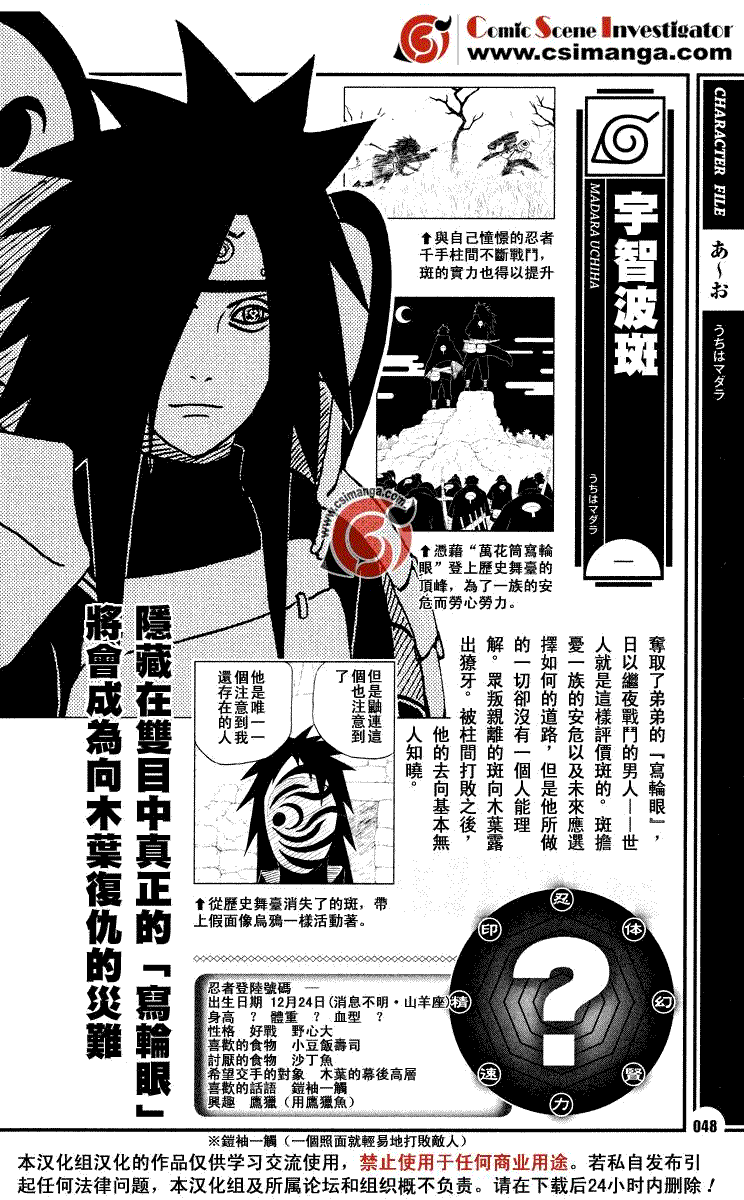 Comic Scene Investigator
www.csimanga.com
CHARACTER FILE
あ～お
うちはマダラ
宇智波斑
MADARA UCHIHA
うちはマダラ
一
⬆與自己憧憬的忍者
千手柱間不斷戰鬥，
斑的實力也得以提升
www.csimanga.com
⬆憑藉“萬花筒寫輪
眼”登上歷史舞臺的
頂峰，為了一族的安
危而勞心勞力。
奪取了弟弟的『寫輪眼』，
日以繼夜戰鬥的男人——世
人就是這樣評價斑的。斑擔
憂一族的安危以及未來應選
擇如何的道路，但是他所做
的一切卻沒有一個人能理
解。眾叛親離的斑向木葉露
出獠牙。被柱間打敗之後，
他的去向基本無
人知曉。
隱藏在雙目中真正的「寫輪眼」
將會成為向木葉復仇的災難
但是鼬連這
個也注意到
了
他是唯一一
個注意到我
還存在的人
⬆從歷史舞臺消失了的斑，帶
上假面像烏鴉一樣活動著。
忍
体
幻
賢
力
速
精
印
?
忍者登陸號碼 —
出生日期 12月24日(消息不明·山羊座)
身高 ? 體重 ? 血型 ?
性格 好戰 野心大
喜歡的食物 小豆飯壽司
討厭的食物 沙丁魚
希望交手的對象 木葉的幕後高層
喜歡的話語 鎧袖一觸
興趣 鷹獵（用鷹獵魚）
※鎧袖一觸（一個照面就輕易地打敗敵人）
048
本汉化组汉化的作品仅供学习交流使用，禁止使用于任何商业用途。若私自发布引
起任何法律问题，本汉化组及所属论坛和组织概不负责。请在下载后24小时内删除！